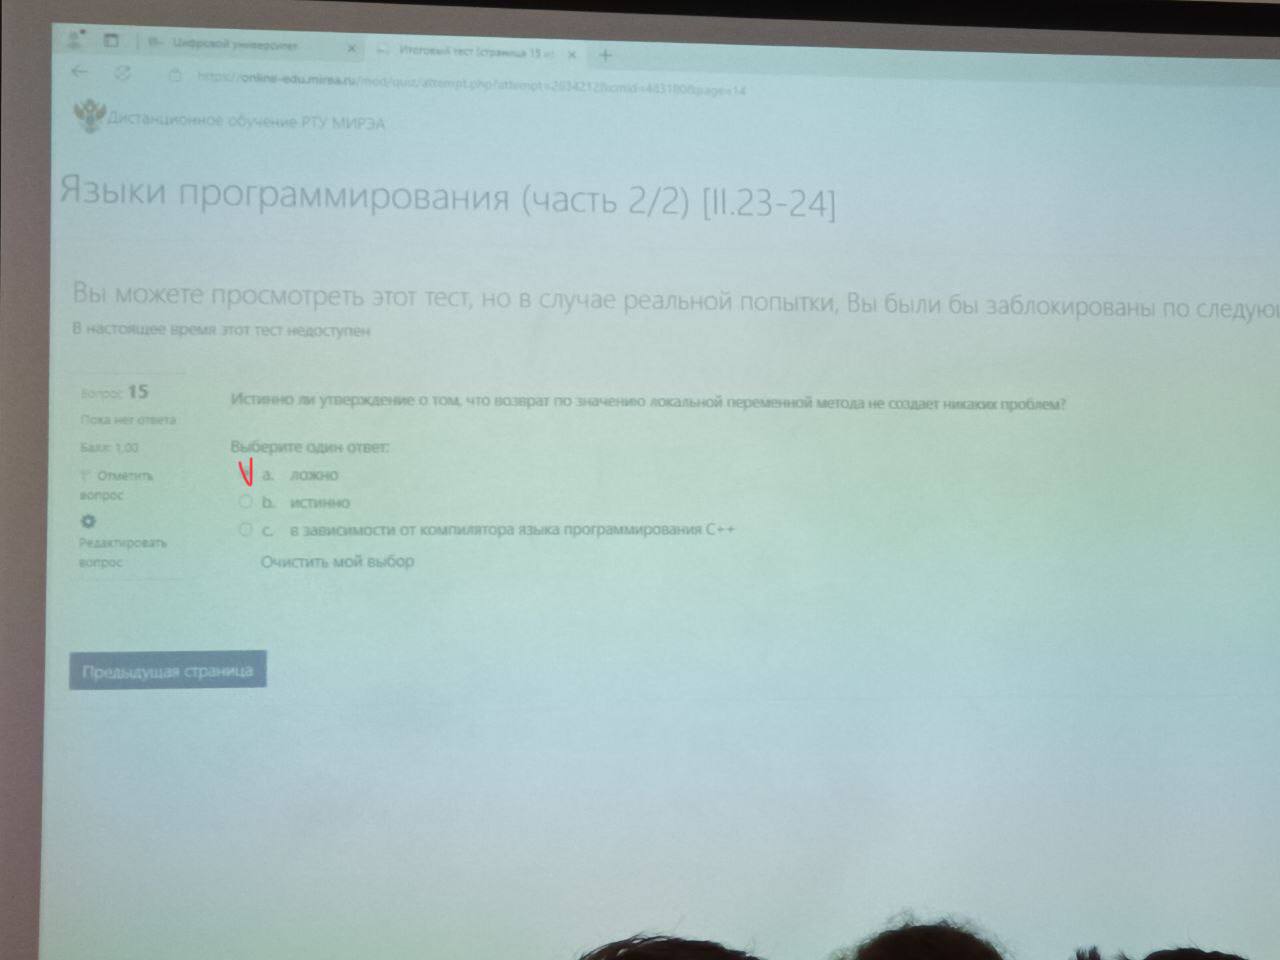 Цифровой университет
Итоговый тест (страница 15 из
https://online-edu.mirea.ru/mod/quiz/attempt.php?attempt=2034212&cmid=483180&page=14
Дистанционное обучение РТУ МИРЭА
Языки программирования (часть 2/2) [II.23-24]
Вы можете просмотреть этот тест, но в случае реальной попытки, Вы были бы заблокированы по следую
В настоящее время этот тест недоступен
Вопрос 15
Пока нет ответа
Балл: 1,00
Отметить
вопрос
Редактировать
вопрос
Истинно ли утверждение о том, что возврат по значению локальной переменной метода не создает никаких проблем?
Выберите один ответ:
a. ложно
b. истинно
c. в зависимости от компилятора языка программирования С++
Очистить мой выбор
Предыдущая страница